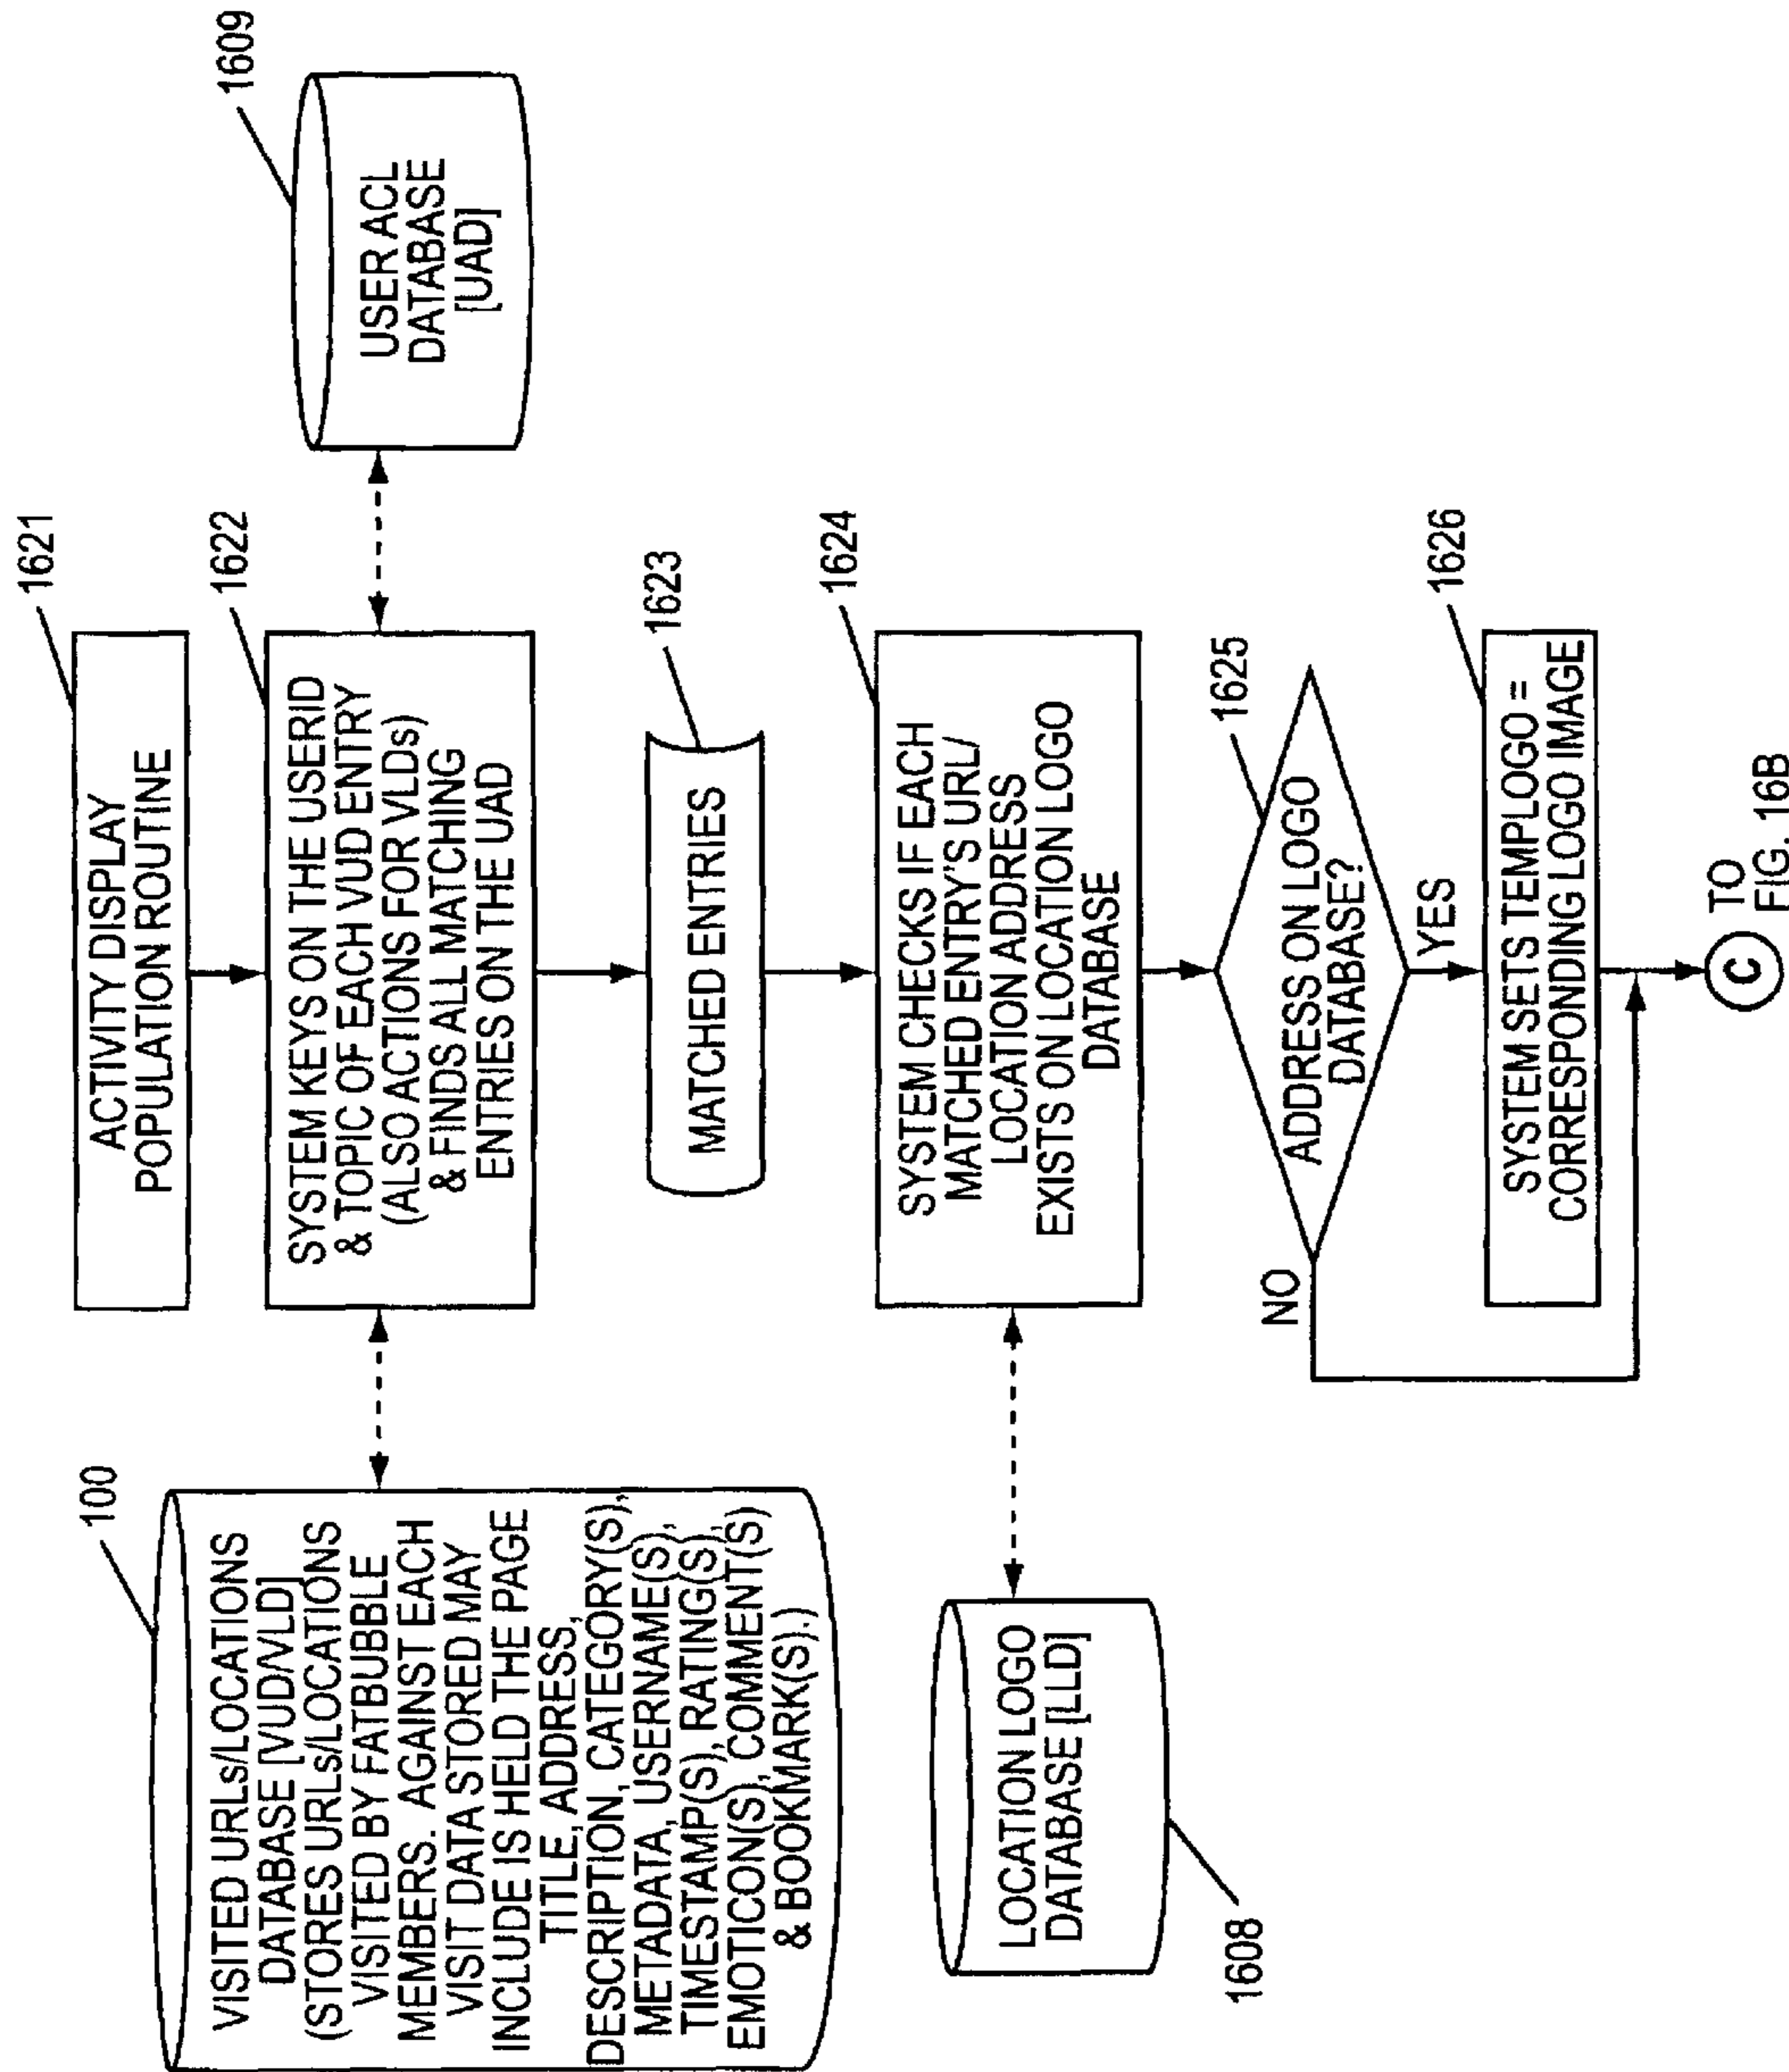 1621
ACTIVITY DISPLAY
POPULATION ROUTINE
100
VISITED URLs/LOCATIONS
DATABASE [VUD/VLD]
(STORES URLs/LOCATIONS
VISITED BY FATBUBBLE
MEMBERS. AGAINST EACH
VISIT DATA STORED MAY
INCLUDE IS HELD THE PAGE
TITLE, ADDRESS,
DESCRIPTION, CATEGORY(S),
METADATA, USERNAME(S),
TIMESTAMP(S), RATING(S),
EMOTICON(S), COMMENT(S)
& BOOKMARK(S).)
1622
SYSTEM KEYS ON THE USERID
& TOPIC OF EACH VUD ENTRY
(ALSO ACTIONS FOR VLDs)
& FINDS ALL MATCHING
ENTRIES ON THE UAD
1609
USER ACL
DATABASE
[UAD]
1623
MATCHED ENTRIES
1624
SYSTEM CHECKS IF EACH
MATCHED ENTRY'S URL/
LOCATION ADDRESS
EXISTS ON LOCATION LOGO
DATABASE
LOCATION LOGO
DATABASE [LLD]
1608
1625
ADDRESS ON LOGO
DATABASE?
NO
YES
1626
SYSTEM SETS TEMPLOGO =
CORRESPONDING LOGO IMAGE
C
TO
FIG. 16B